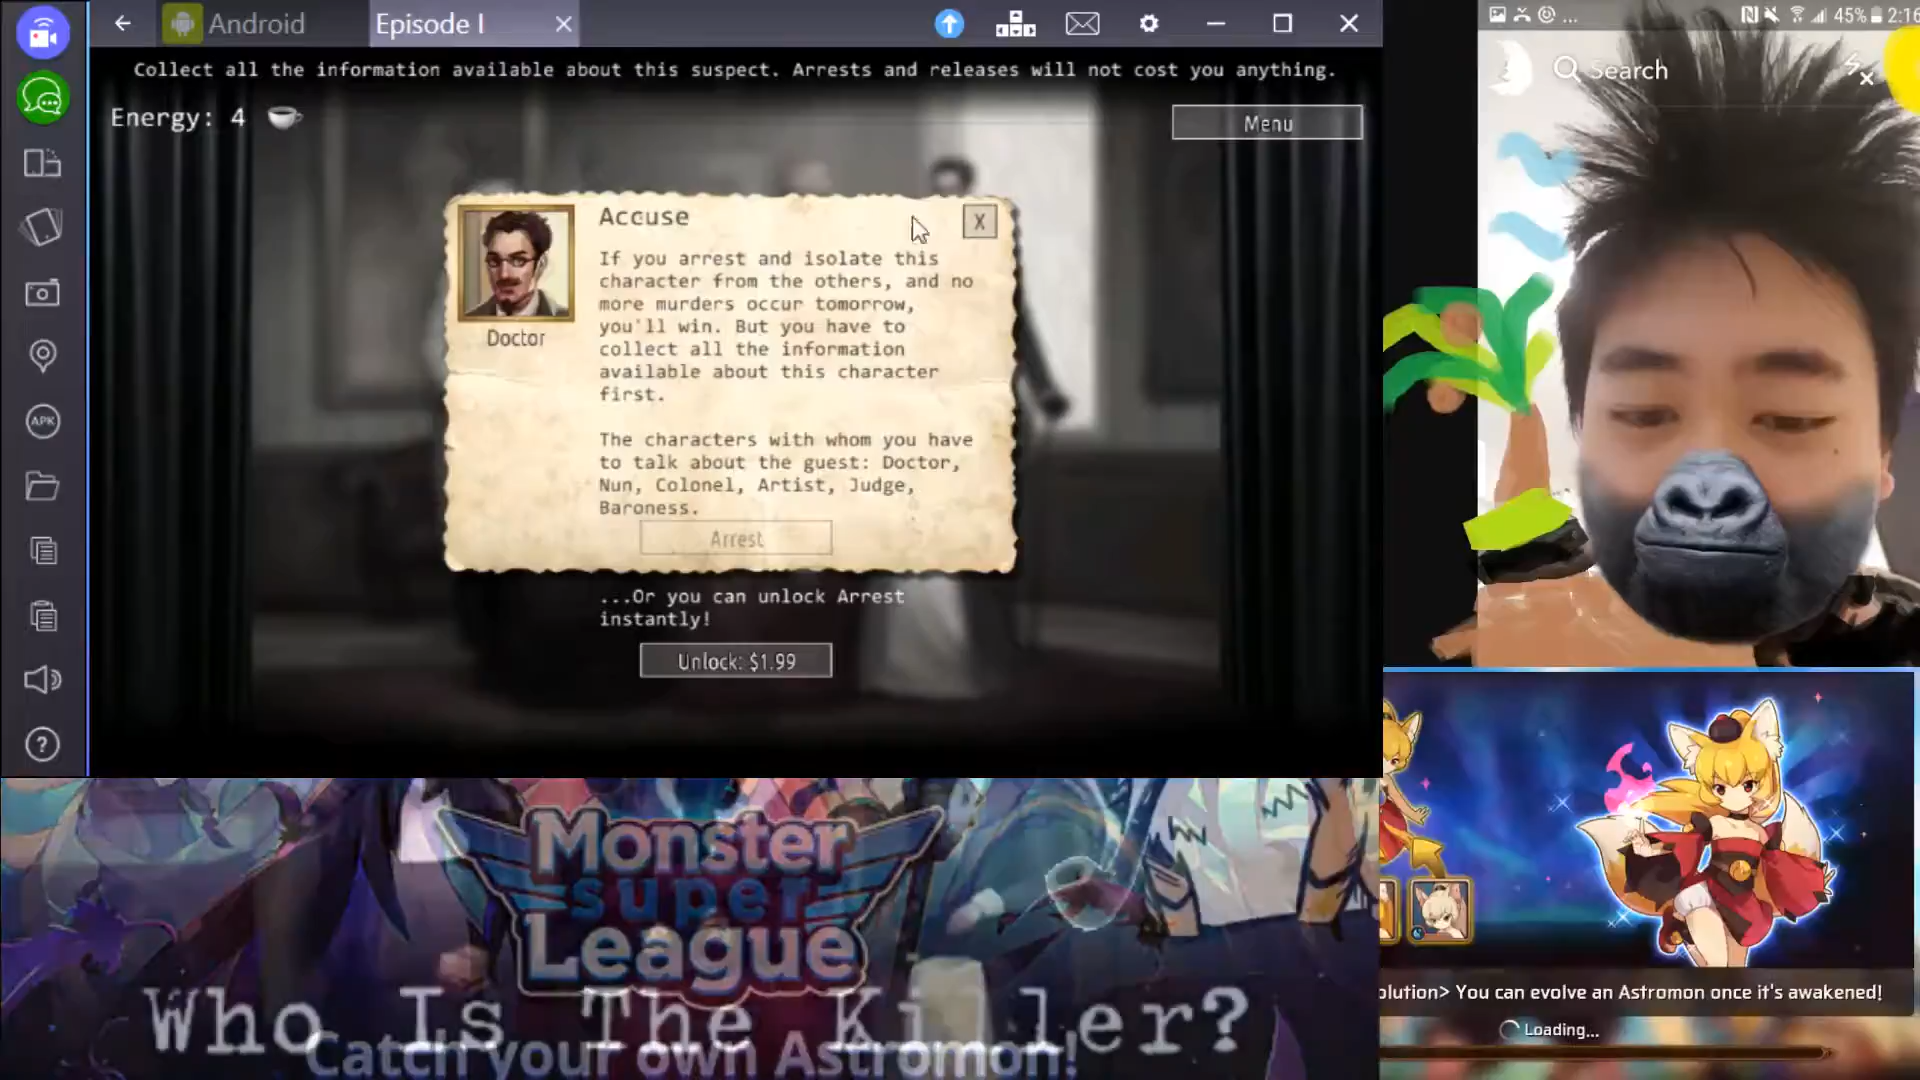 Android
Episode I
Collect all the information available about this suspect. Arrests and releases will not cost you anything.
Energy: 4
Menu
Accuse
X
If you arrest and isolate this
character from the others, and no
more murders occur tomorrow,
you'll win. But you have to
collect all the information
available about this character
first.
Doctor
The characters with whom you have
to talk about the guest: Doctor,
Nun, Colonel, Artist, Judge,
Baroness.
Arrest
...Or you can unlock Arrest
instantly!
Unlock: $1.99
APK
?
45% 2:16
Search
Monster
super
League
Who Is The Killer?
Catch your own Astromon!
olution> You can evolve an Astromon once it's awakened!
Loading...